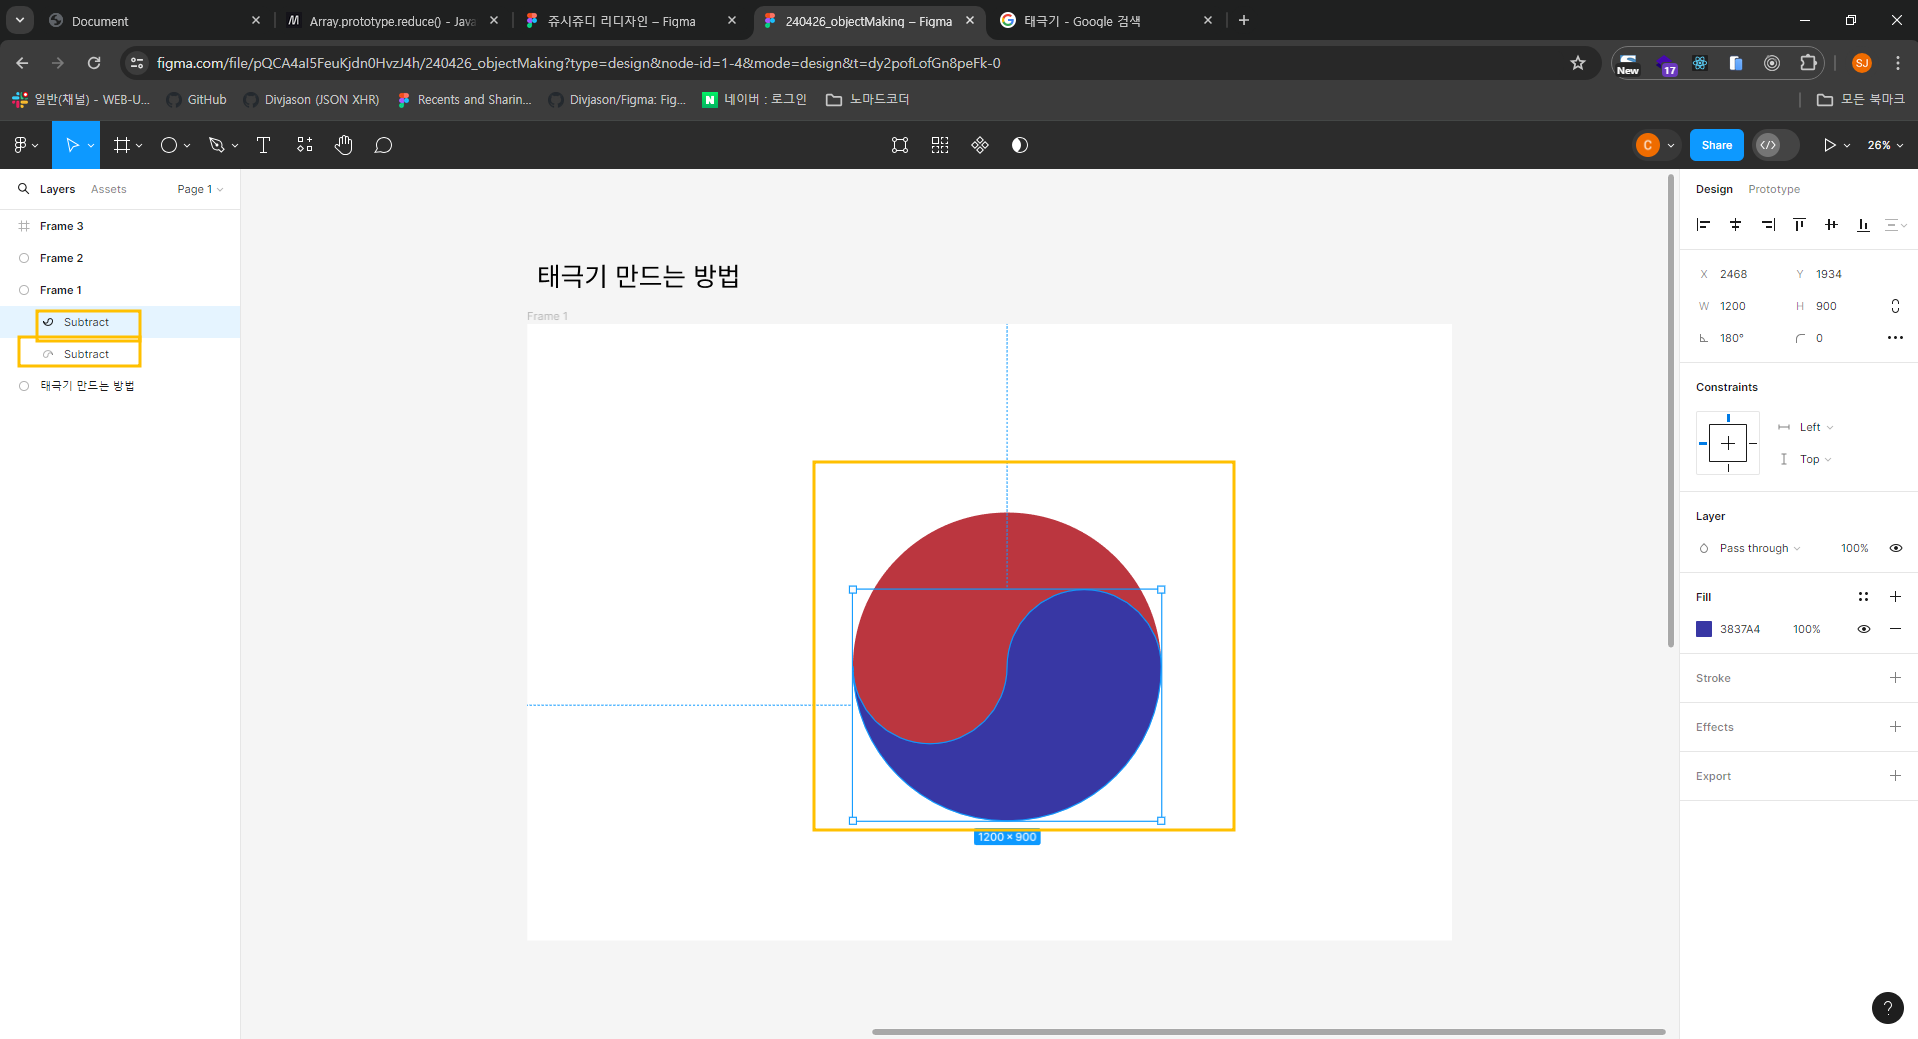 Document
Array.prototype.reduce() - Java
쥬시쥬디 리디자인 – Figma
240426_objectMaking – Figma
태극기 - Google 검색
figma.com/file/pQCA4aI5FeuKjdn0HvzJ4h/240426_objectMaking?type=design&node-id=1-4&mode=design&t=dy2pofLofGn8peFk-0
New
17
SJ
일반(채널) - WEB-U...
GitHub
Divjason (JSON XHR)
Recents and Sharin...
Divjason/Figma: Fig...
N
네이버 : 로그인
노마드코더
모든 북마크
C
Share
26%
Layers
Assets
Page 1
Frame 3
Frame 2
Frame 1
Subtract
Subtract
태극기 만드는 방법
태극기 만드는 방법
Frame 1
1200 × 900
Design
Prototype
X 2468
Y 1934
W 1200
H 900
180°
0
Constraints
Left
Top
Layer
Pass through
100%
Fill
3837A4
100%
Stroke
Effects
Export
?